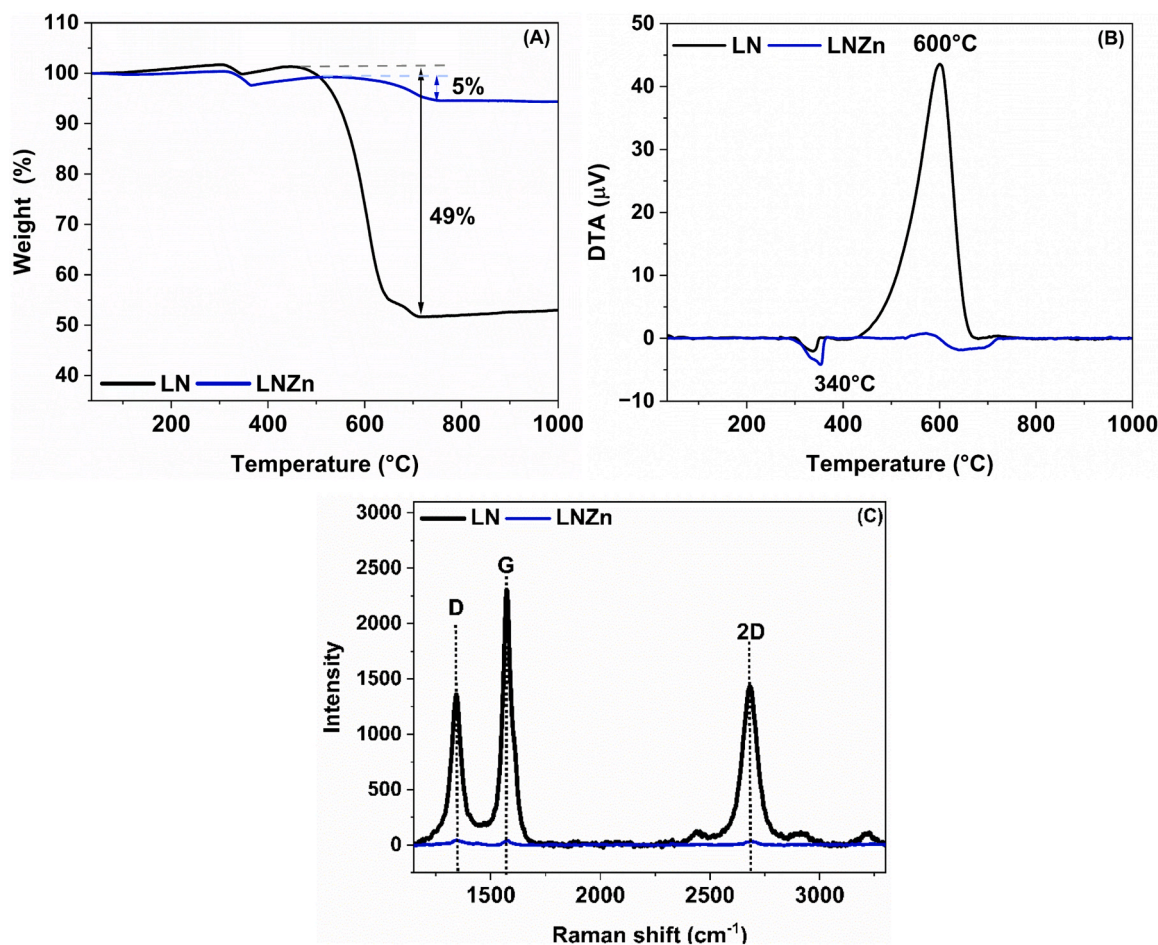 (A)
110
100
90
80
70
60
50
40
5%
49%
LN LNZn
200 400 600 800 1000
Weight (%)
Temperature (°C)
(B)
LN LNZn
600°C
50
40
30
20
10
0
−10
340°C
200 400 600 800 1000
DTA (μV)
Temperature (°C)
(C)
LN LNZn
3000
2500
2000
1500
1000
500
0
D
G
2D
1500 2000 2500 3000
Intensity
Raman shift (cm⁻¹)